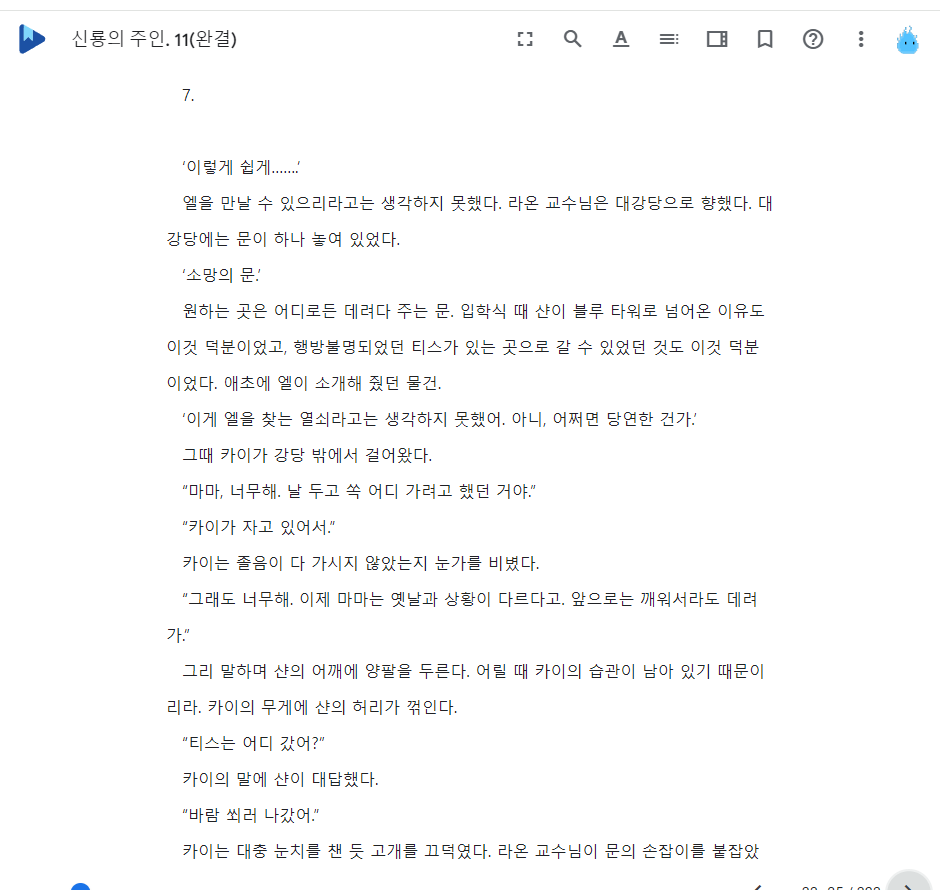 신룡의 주인. 11(완결)
7.
‘이렇게 쉽게…….’
엘을 만날 수 있으리라고는 생각하지 못했다. 라온 교수님은 대강당으로 향했다. 대
강당에는 문이 하나 놓여 있었다.
‘소망의 문.’
원하는 곳은 어디로든 데려다 주는 문. 입학식 때 샨이 블루 타워로 넘어온 이유도
이것 덕분이었고, 행방불명되었던 티스가 있는 곳으로 갈 수 있었던 것도 이것 덕분
이었다. 애초에 엘이 소개해 줬던 물건.
‘이게 엘을 찾는 열쇠라고는 생각하지 못했어. 아니, 어쩌면 당연한 건가.’
그때 카이가 강당 밖에서 걸어왔다.
“마마, 너무해. 날 두고 쏙 어디 가려고 했던 거야.”
“카이가 자고 있어서.”
카이는 졸음이 다 가시지 않았는지 눈가를 비볐다.
“그래도 너무해. 이제 마마는 옛날과 상황이 다르다고. 앞으로는 깨워서라도 데려
가.”
그리 말하며 샨의 어깨에 양팔을 두른다. 어릴 때 카이의 습관이 남아 있기 때문이
리라. 카이의 무게에 샨의 허리가 꺾인다.
“티스는 어디 갔어?”
카이의 말에 샨이 대답했다.
“바람 쐬러 나갔어.”
카이는 대충 눈치를 챈 듯 고개를 끄덕였다. 라온 교수님이 문의 손잡이를 붙잡았